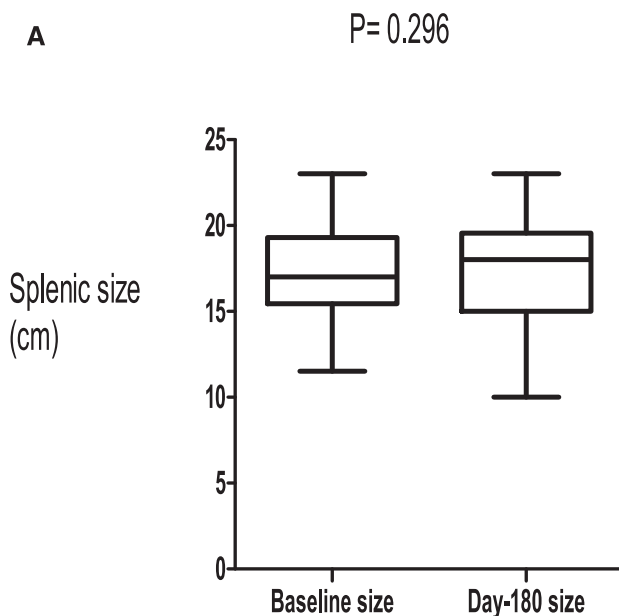 A
P= 0.296
25
20
15
10
5
0
Splenic size
(cm)
Baseline size
Day-180 size